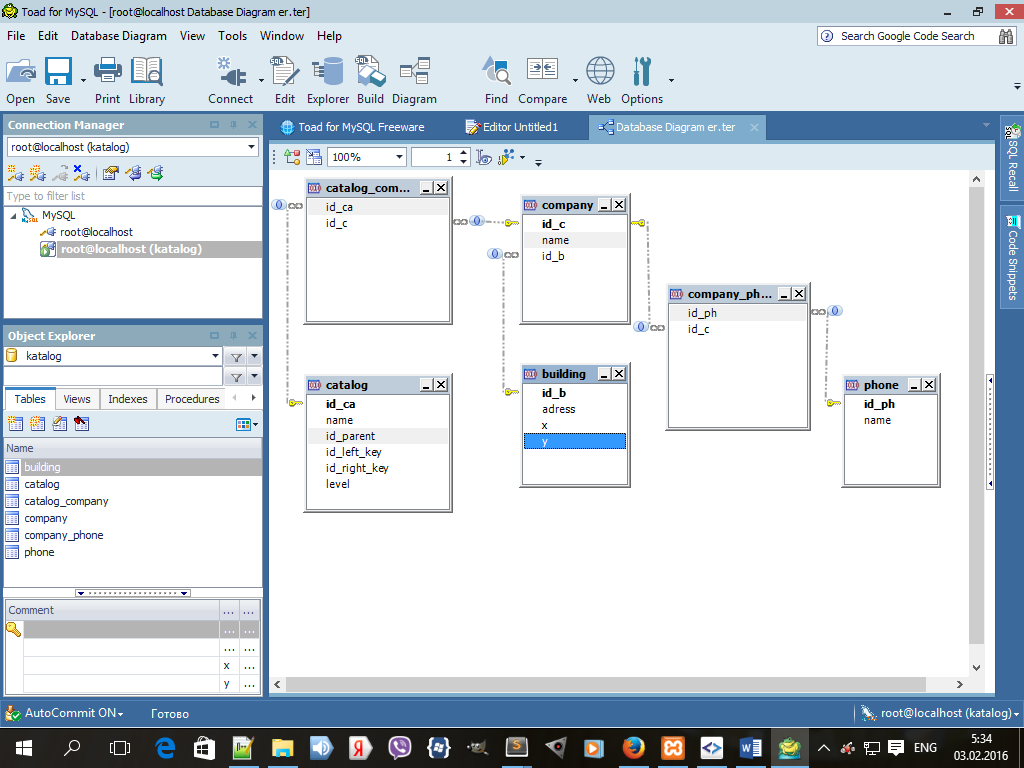 Toad for MySQL - [root@localhost Database Diagram er.ter]
File Edit Database Diagram View Tools Window Help
Search Google Code Search
Open Save Print Library Connect Edit Explorer Build Diagram Find Compare Web Options
Connection Manager
root@localhost (katalog)
Type to filter list
MySQL
root@localhost
root@localhost (katalog)
Object Explorer
katalog
Tables Views Indexes Procedures
Name
building
catalog
catalog_company
company
company_phone
phone
Comment ... ...
... ...
... ...
x ...
y ...
Toad for MySQL Freeware Editor Untitled1 Database Diagram er.ter
100% 1
catalog_com...
id_ca
id_c
company
id_c
name
id_b
company_ph...
id_ph
id_c
catalog
id_ca
name
id_parent
id_left_key
id_right_key
level
building
id_b
adress
x
y
phone
id_ph
name
SQL Recall
Code Snippets
AutoCommit ON Готово root@localhost (katalog)
ENG
5:34
03.02.2016